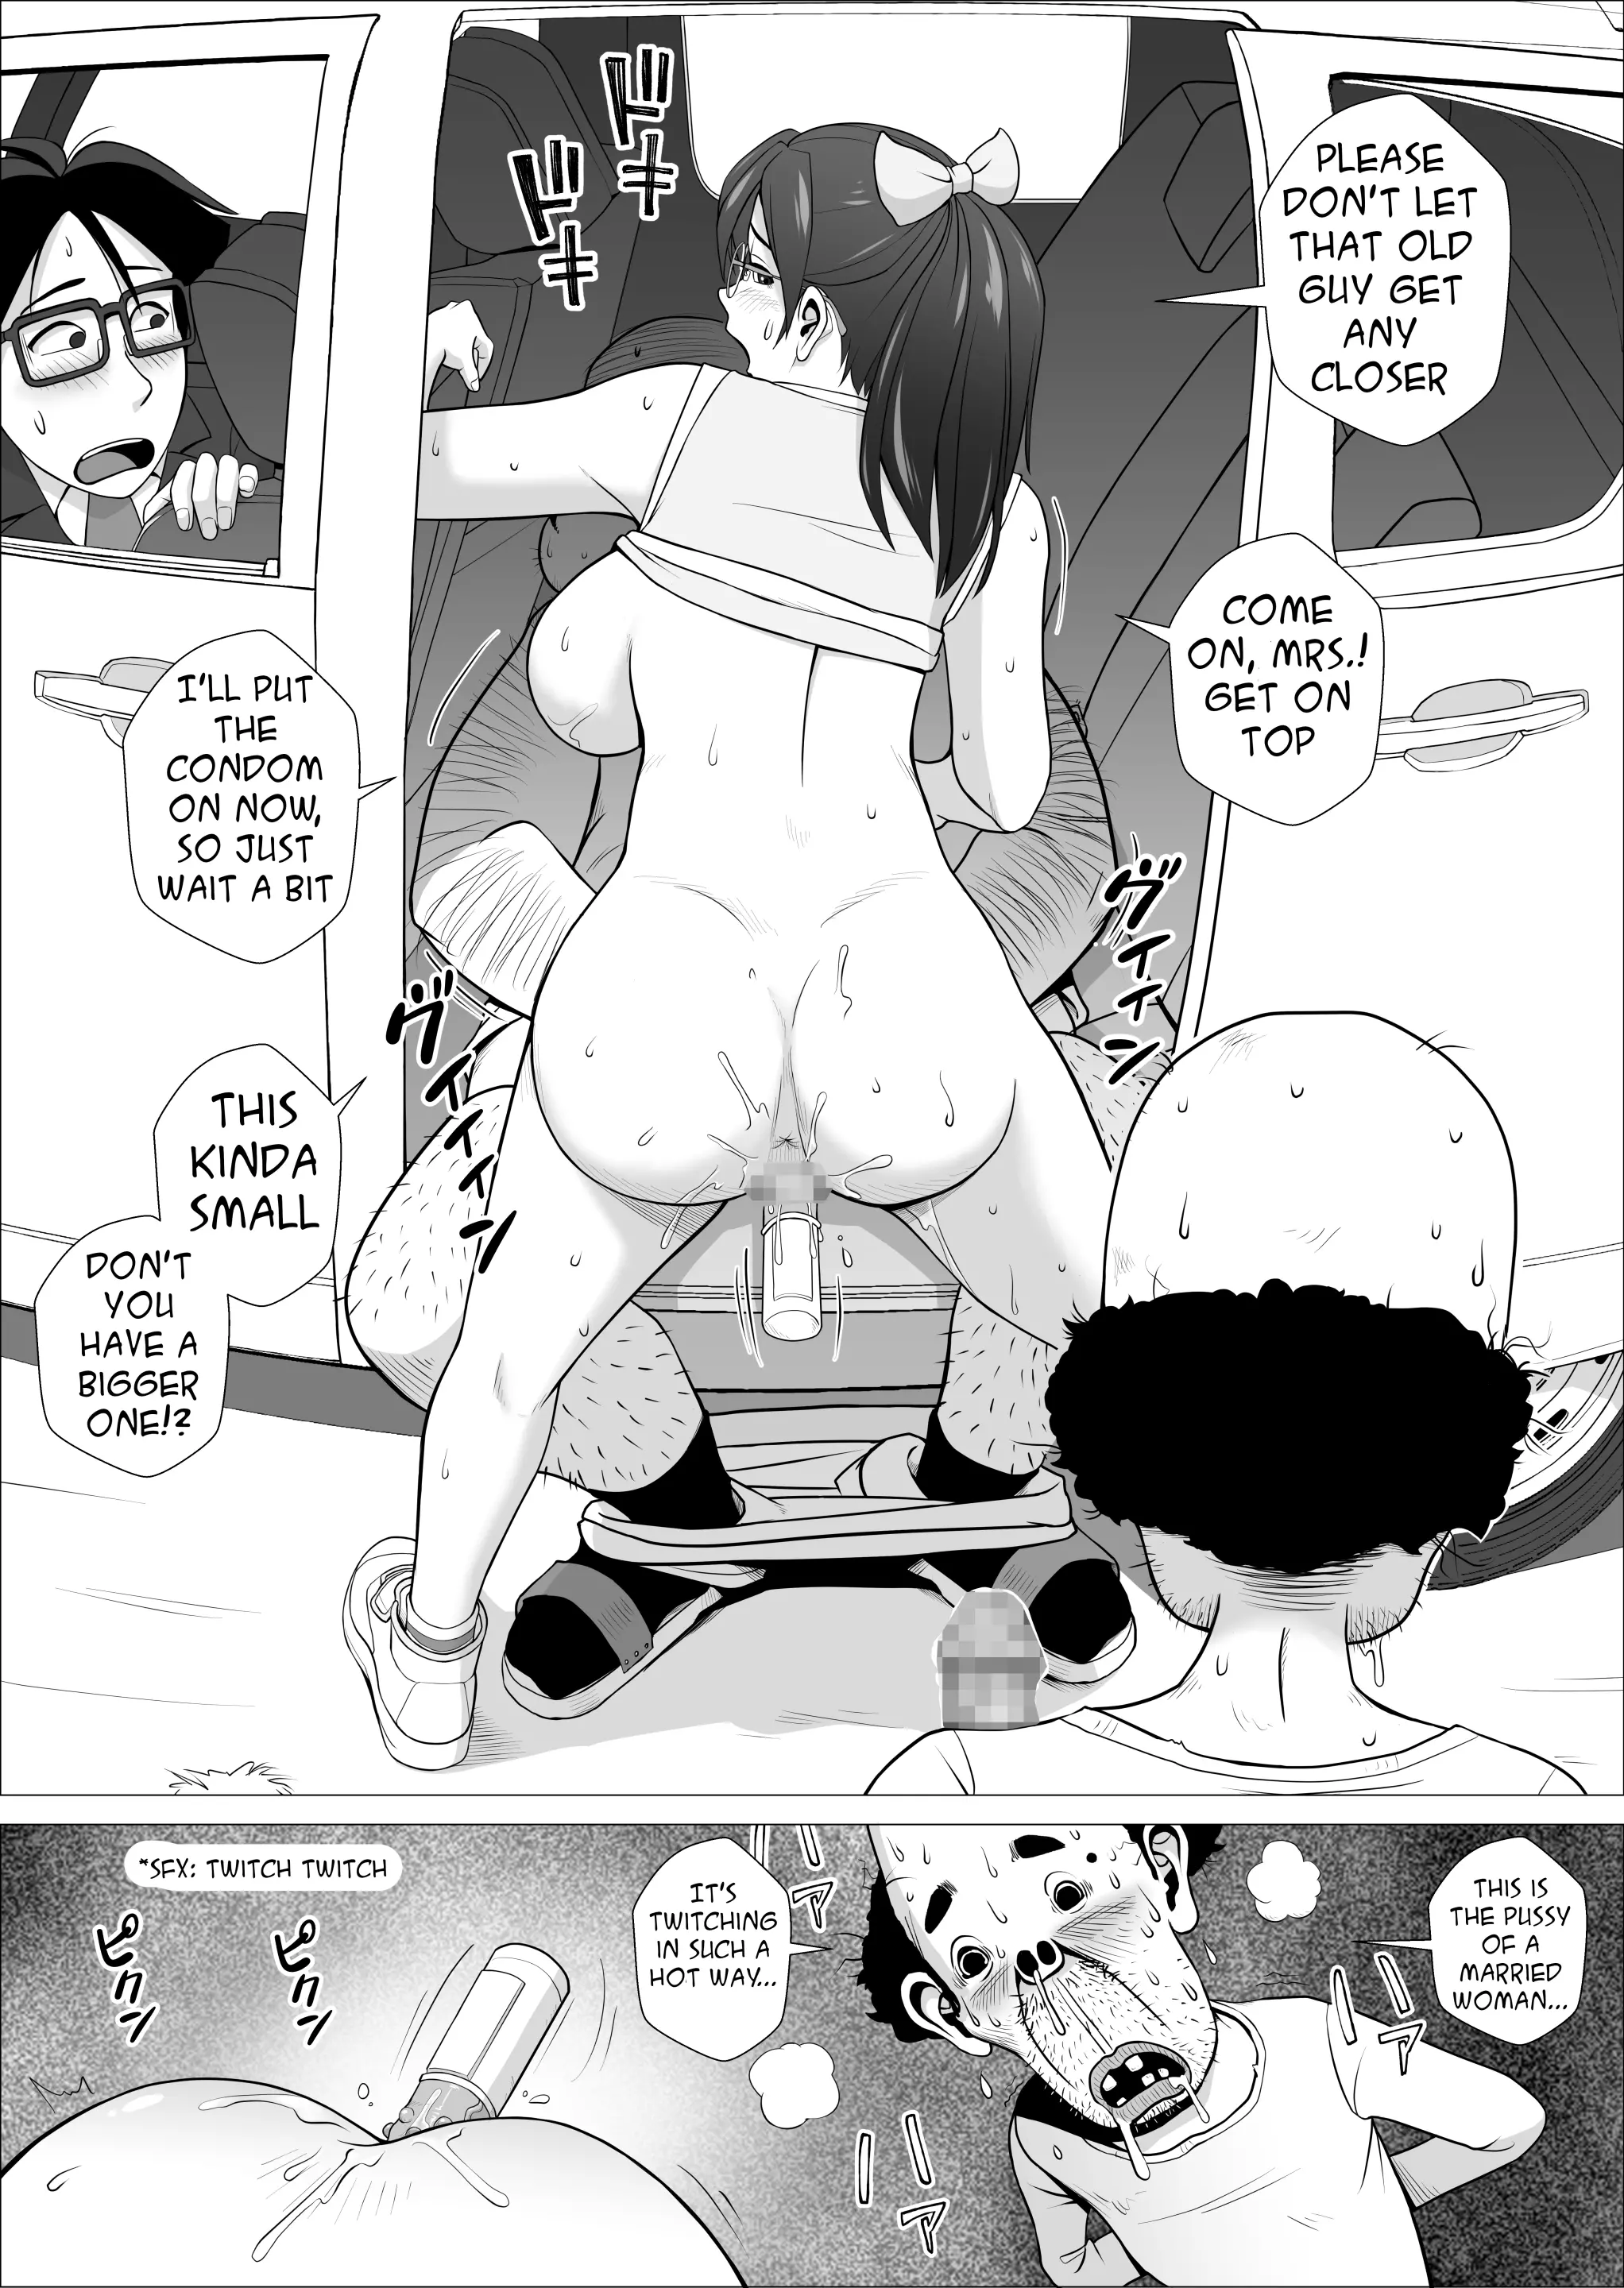 ドキ
ドキ
PLEASE
DON'T LET
THAT OLD
GUY GET
ANY
CLOSER
COME
ON, MRS.!
GET ON
TOP
I'LL PUT
THE
CONDOM
ON NOW,
SO JUST
WAIT A BIT
THIS
KINDA
SMALL
DON'T
YOU
HAVE A
BIGGER
ONE!?
ヴィイン
ヴィイィン
THIS IS
THE PUSSY
OF A
MARRIED
WOMAN...
IT'S
TWITCHING
IN SUCH A
HOT WAY...
*SFX: TWITCH TWITCH
ピクン
ピクン
ハァ
ハァ
ハァ